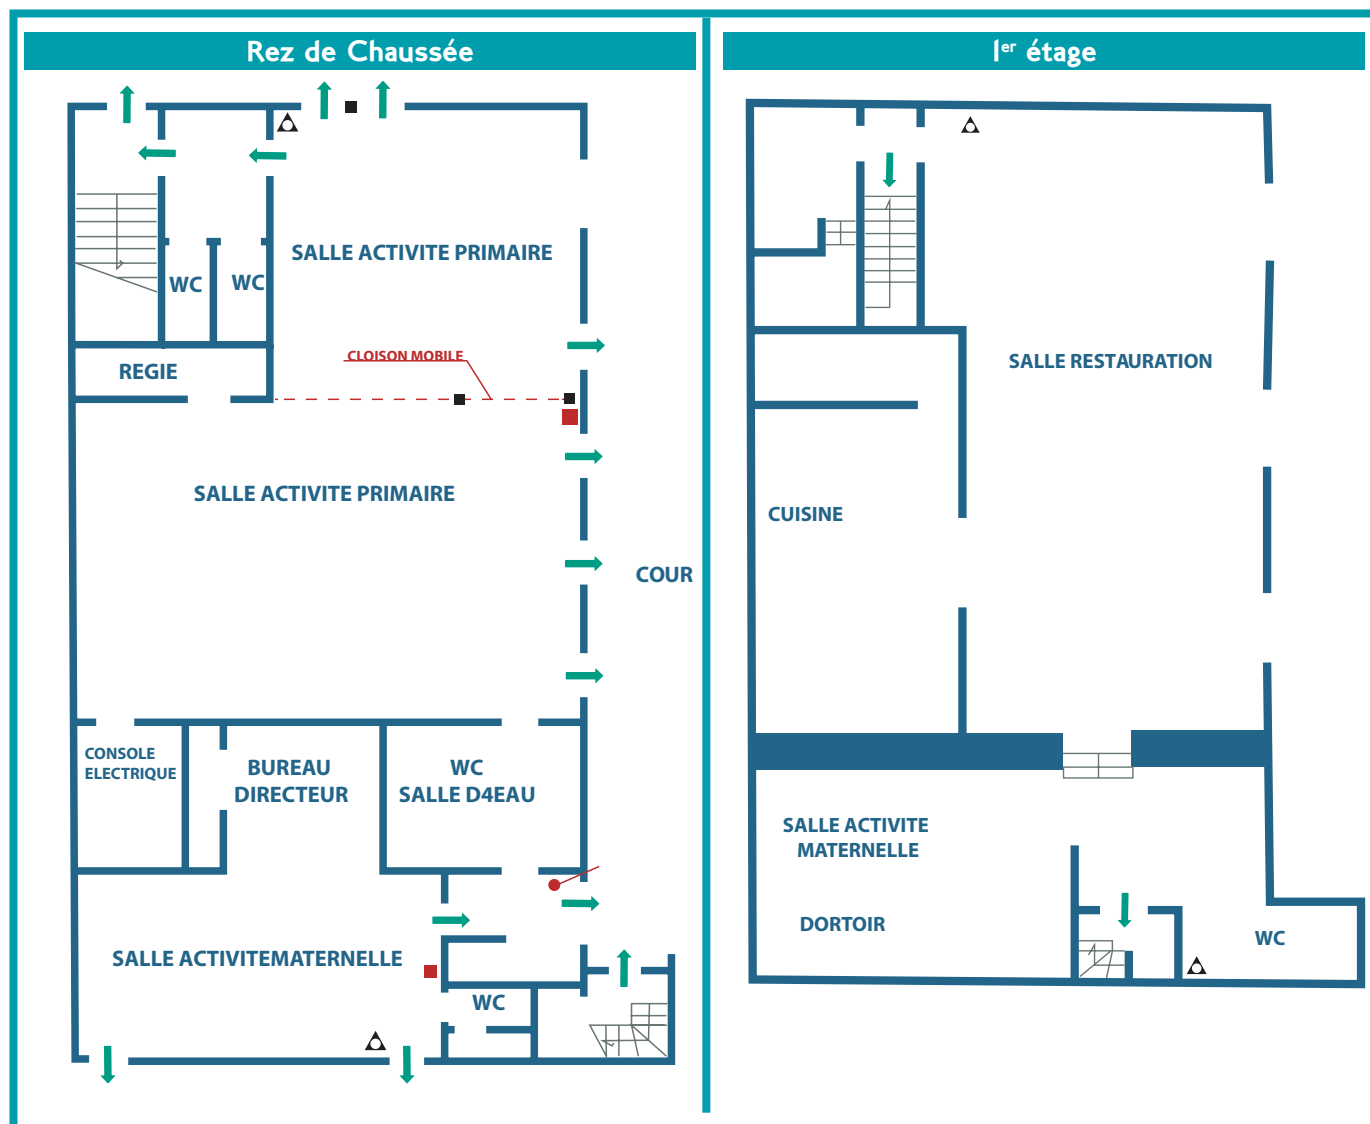 Rez de Chaussée
SALLE ACTIVITE PRIMAIRE
WC
WC
CLOISON MOBILE
REGIE
SALLE ACTIVITE PRIMAIRE
COUR
CONSOLE
ELECTRIQUE
BUREAU
DIRECTEUR
WC
SALLE D4EAU
SALLE ACTIVITEMATERNELLE
WC
1er étage
SALLE RESTAURATION
CUISINE
SALLE ACTIVITE
MATERNELLE
DORTOIR
WC